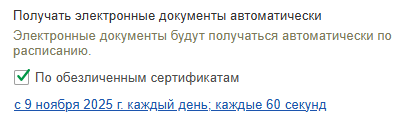 Получать электронные документы автоматически
Электронные документы будут получаться автоматически по
расписанию.
По обезличенным сертификатам
с 9 ноября 2025 г. каждый день; каждые 60 секунд